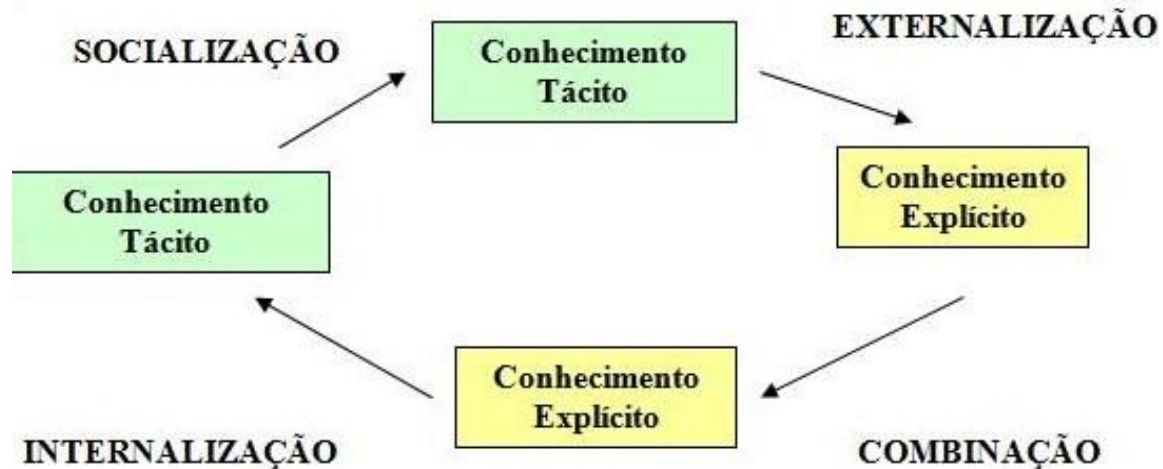 SOCIALIZAÇÃO
EXTERNALIZAÇÃO
Conhecimento
Tácito
Conhecimento
Explícito
Conhecimento
Tácito
Conhecimento
Explícito
INTERNALIZAÇÃO
COMBINAÇÃO